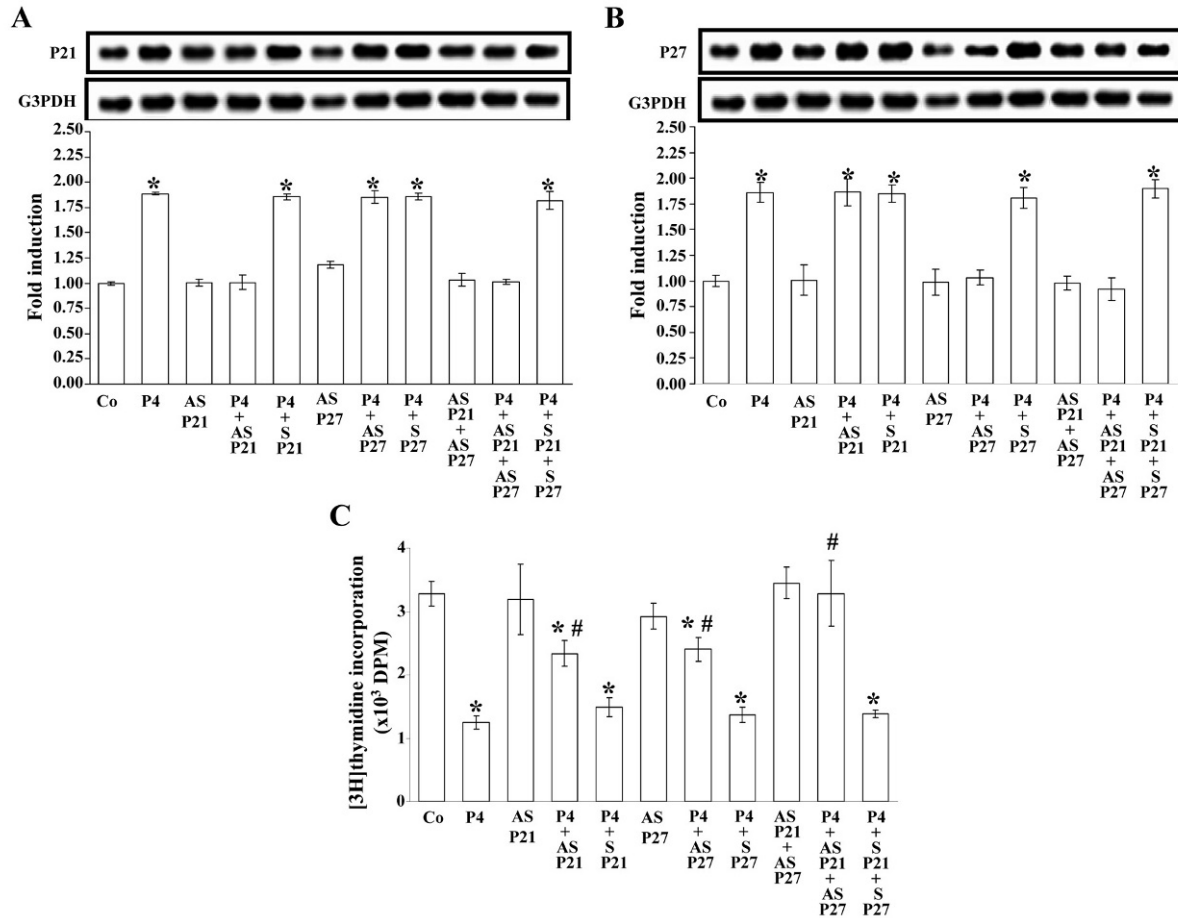 A
P21
G3PDH
Fold induction
2.50
2.25
2.00
1.75
1.50
1.25
1.00
0.75
0.50
0.25
0.00
* * * * *
Co
P4
AS
P21
P4
+
AS
P21
P4
+
S
P21
AS
P27
P4
+
AS
P27
P4
+
S
P27
AS
P21
+
AS
P27
P4
+
AS
P21
+
AS
P27
P4
+
S
P21
+
S
P27
B
P27
G3PDH
Fold induction
2.50
2.25
2.00
1.75
1.50
1.25
1.00
0.75
0.50
0.25
0.00
* * * * *
Co
P4
AS
P21
P4
+
AS
P21
P4
+
S
P21
AS
P27
P4
+
AS
P27
P4
+
S
P27
AS
P21
+
AS
P27
P4
+
AS
P21
+
AS
P27
P4
+
S
P21
+
S
P27
C
[3H]thymidine incorporation
(x10³ DPM)
4
3
2
1
0
* * # * * # * # *
Co
P4
AS
P21
P4
+
AS
P21
P4
+
S
P21
AS
P27
P4
+
AS
P27
P4
+
S
P27
AS
P21
+
AS
P27
P4
+
AS
P21
+
AS
P27
P4
+
S
P21
+
S
P27